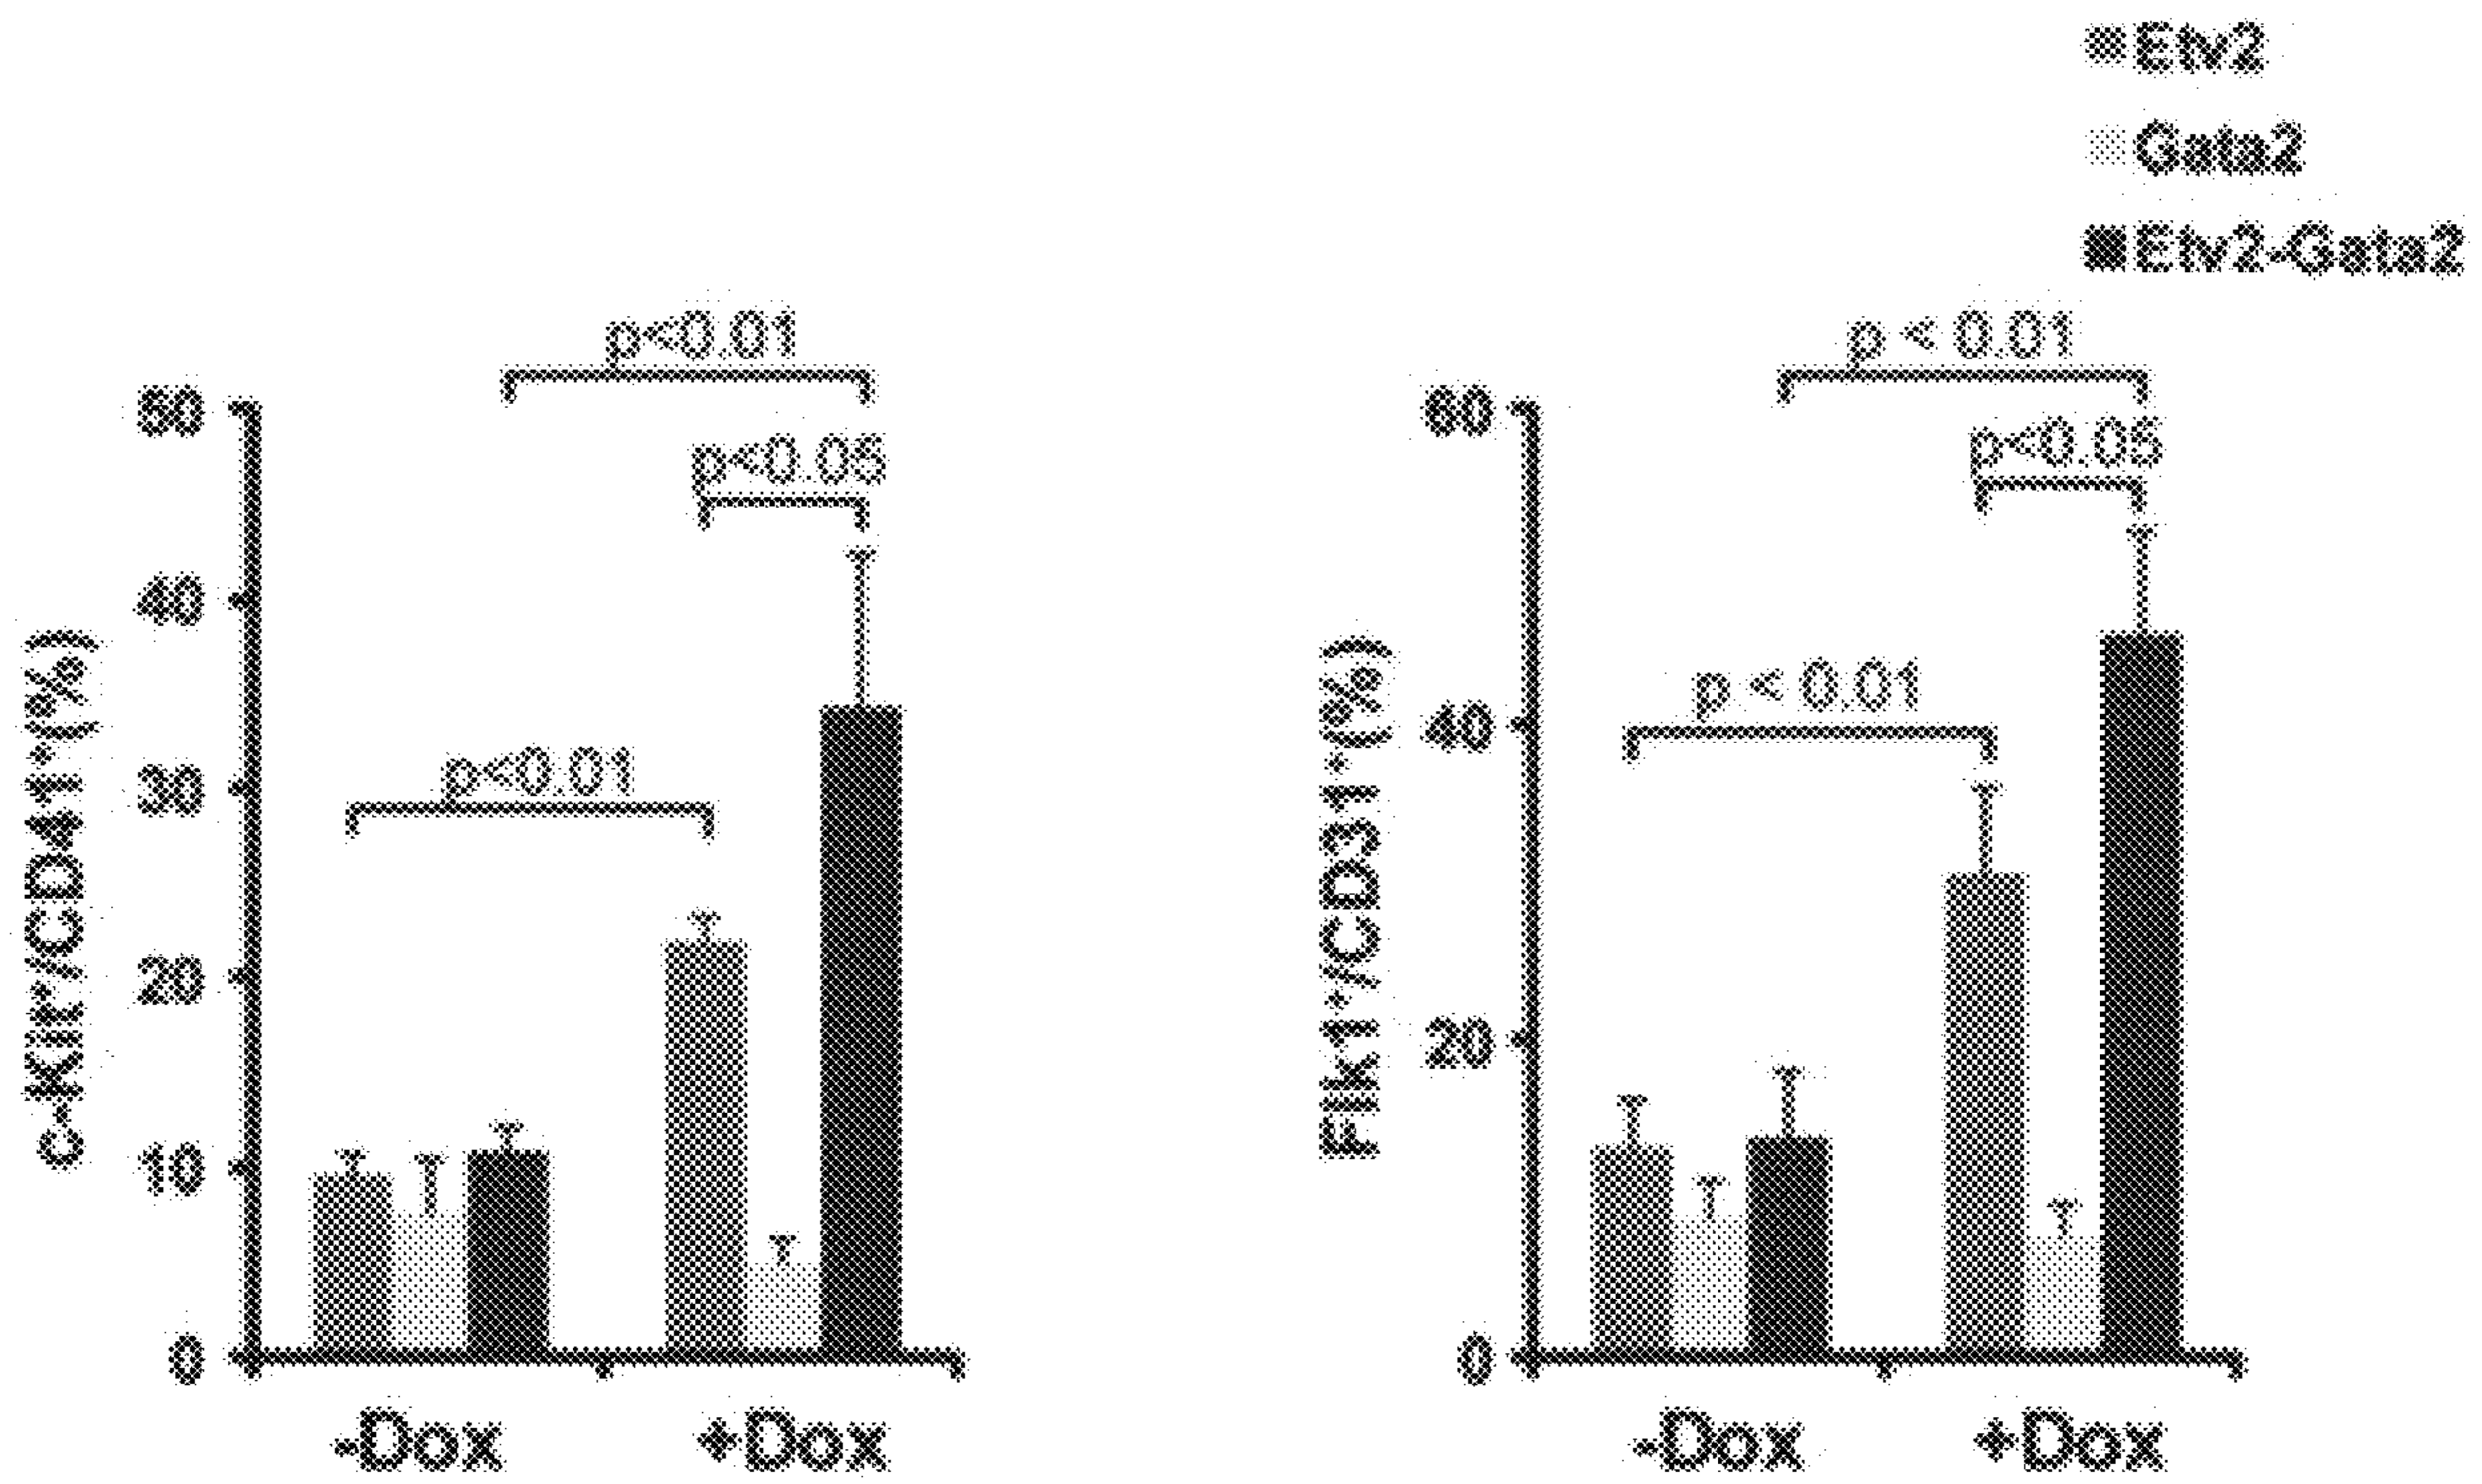 Etv2
Gata2
Etv2-Gata2
c-Kit⁺/CD41⁺(%)
50
40
30
20
10
0
p<0.01
p<0.05
p<0.01
-Dox
+Dox
Flk1⁺/CD31⁺(%)
60
40
20
0
p < 0.01
p<0.05
p < 0.01
-Dox
+Dox